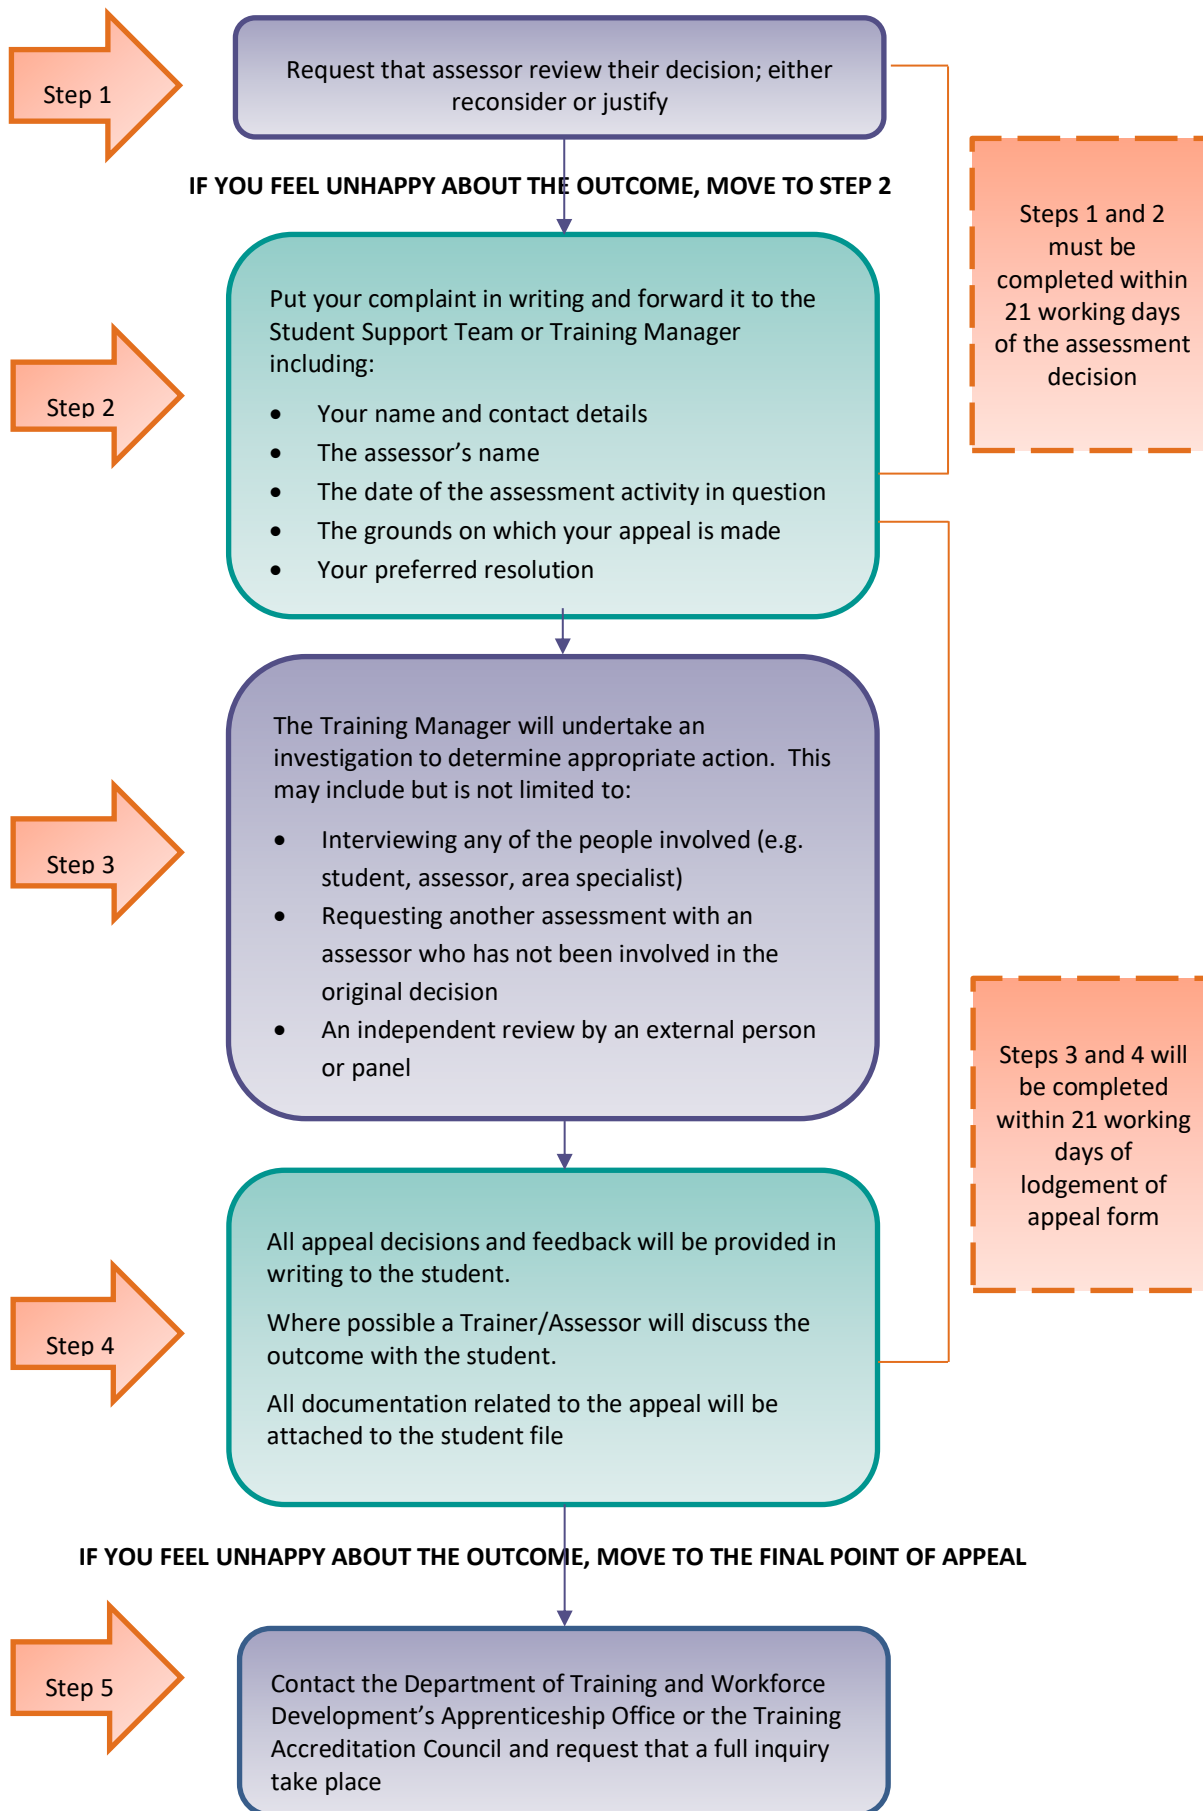 Step 1
Request that assessor review their decision; either
reconsider or justify
IF YOU FEEL UNHAPPY ABOUT THE OUTCOME, MOVE TO STEP 2
Steps 1 and 2
must be
completed within
21 working days
of the assessment
decision
Step 2
Put your complaint in writing and forward it to the
Student Support Team or Training Manager
including:
• Your name and contact details
• The assessor’s name
• The date of the assessment activity in question
• The grounds on which your appeal is made
• Your preferred resolution
Step 3
The Training Manager will undertake an
investigation to determine appropriate action.  This
may include but is not limited to:
• Interviewing any of the people involved (e.g.
student, assessor, area specialist)
• Requesting another assessment with an
assessor who has not been involved in the
original decision
• An independent review by an external person
or panel
Steps 3 and 4 will
be completed
within 21 working
days of
lodgement of
appeal form
Step 4
All appeal decisions and feedback will be provided in
writing to the student.
Where possible a Trainer/Assessor will discuss the
outcome with the student.
All documentation related to the appeal will be
attached to the student file
IF YOU FEEL UNHAPPY ABOUT THE OUTCOME, MOVE TO THE FINAL POINT OF APPEAL
Step 5
Contact the Department of Training and Workforce
Development’s Apprenticeship Office or the Training
Accreditation Council and request that a full inquiry
take place